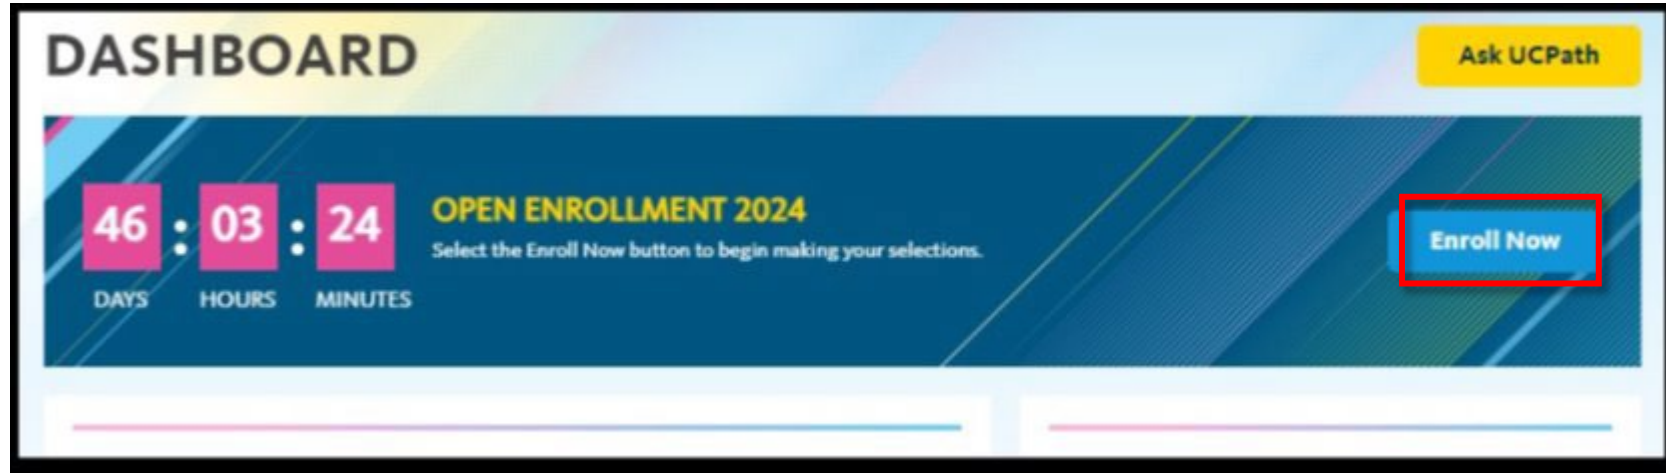 DASHBOARD
Ask UCPath
46 : 03 : 24
DAYS HOURS MINUTES
OPEN ENROLLMENT 2024
Select the Enroll Now button to begin making your selections.
Enroll Now